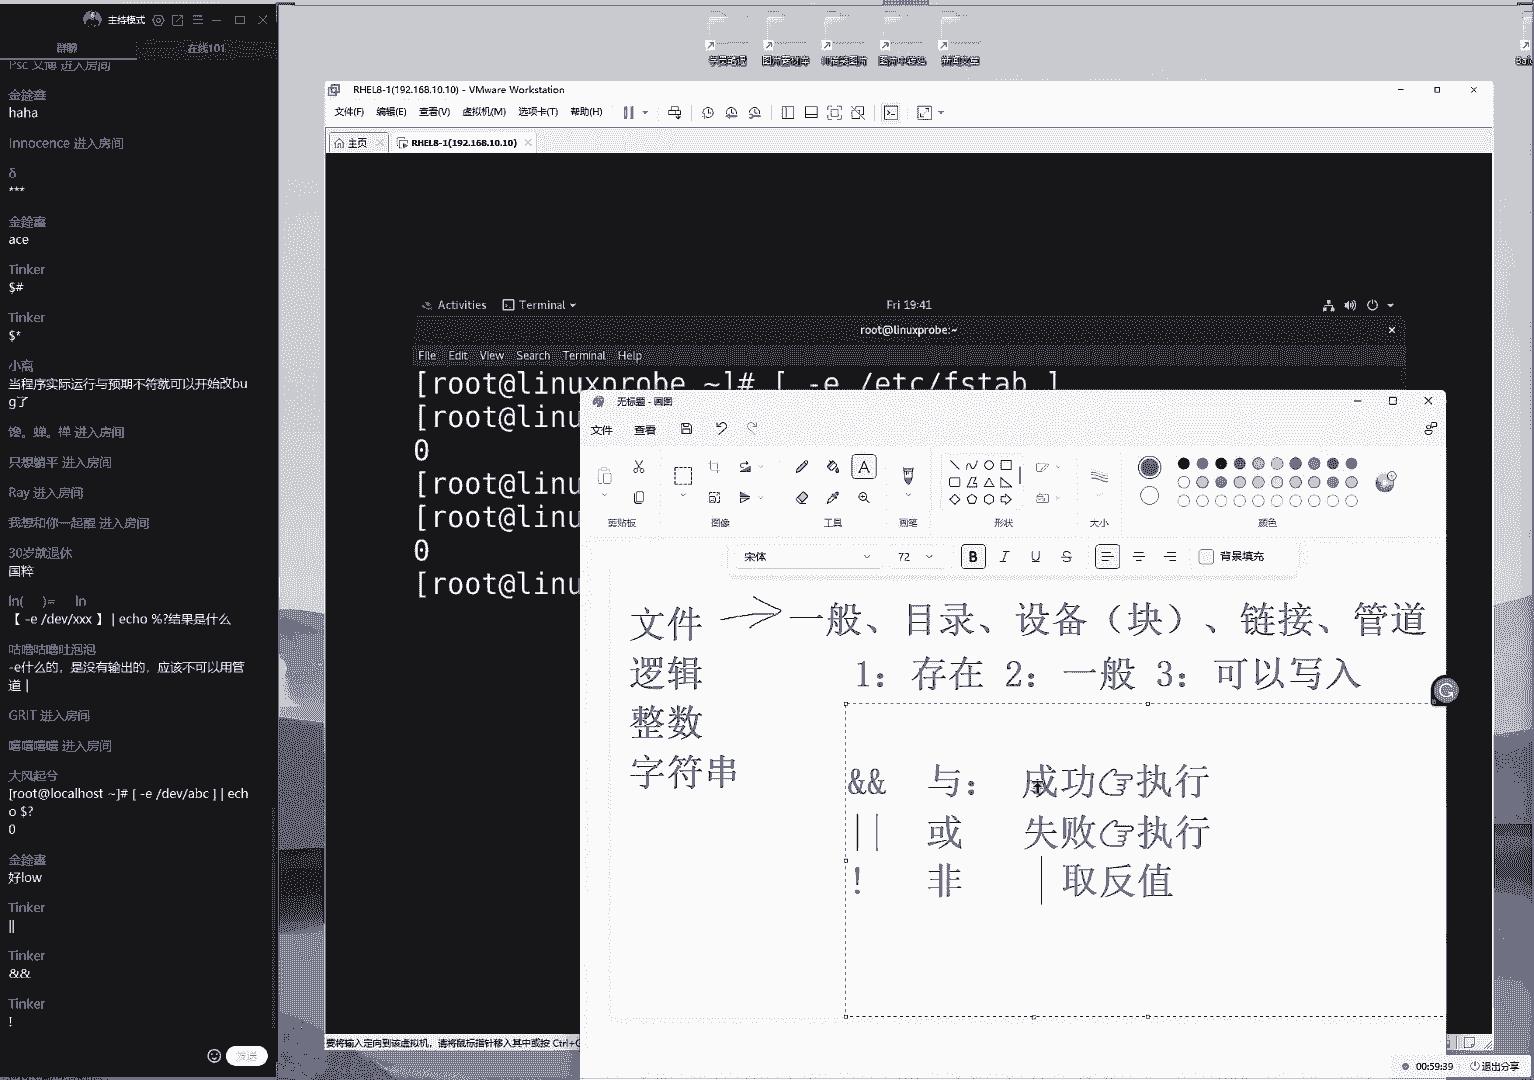 主持模式
群聊
在线101
Psc 艾博 进入房间
haha
Innocence 进入房间
δ
***
ace
Tinker
$#
Tinker
$*
小离
当程序实际运行与预期不符就可以开始改bu
g了
馋。蝉。禅 进入房间
只想躺平 进入房间
Ray 进入房间
我想和你一起醒 进入房间
30岁就退休
国粹
ln( )= ln
【 -e /dev/xxx 】 | echo %?结果是什么
咕噜咕噜吐泡泡
-e什么的，是没有输出的，应该不可以用管
道 |
GRIT 进入房间
嘻嘻嘻嘻 进入房间
大风起兮
[root@localhost ~]# [ -e /dev/abc ] | ech
o $?
0
好low
Tinker
||
Tinker
&&
Tinker
!
发送
RHEL8-1(192.168.10.10) - VMware Workstation
文件(F) 编辑(E) 查看(V) 虚拟机(M) 选项卡(T) 帮助(H)
主页
RHEL8-1(192.168.10.10)
Activities Terminal Fri 19:41
root@linuxprobe:~
File Edit View Search Terminal Help
[root@linuxprobe ~]# [ -e /etc/fstab ]
[root@linu
0
[root@linu
[root@linu
0
[root@linu
无标题 - 画图
文件 查看
剪贴板 图像 工具 画笔 形状 大小 颜色
宋体 72 B I U S 背景填充
文件 一般、目录、设备（块）、链接、管道
逻辑 1：存在 2：一般 3：可以写入
整数
字符串
&& 与： 成功👉执行
|| 或 失败👉执行
! 非 取反值
要将输入定向到该虚拟机，请将鼠标指针移入其中或按 Ctrl+G
00:59:39 退出分享